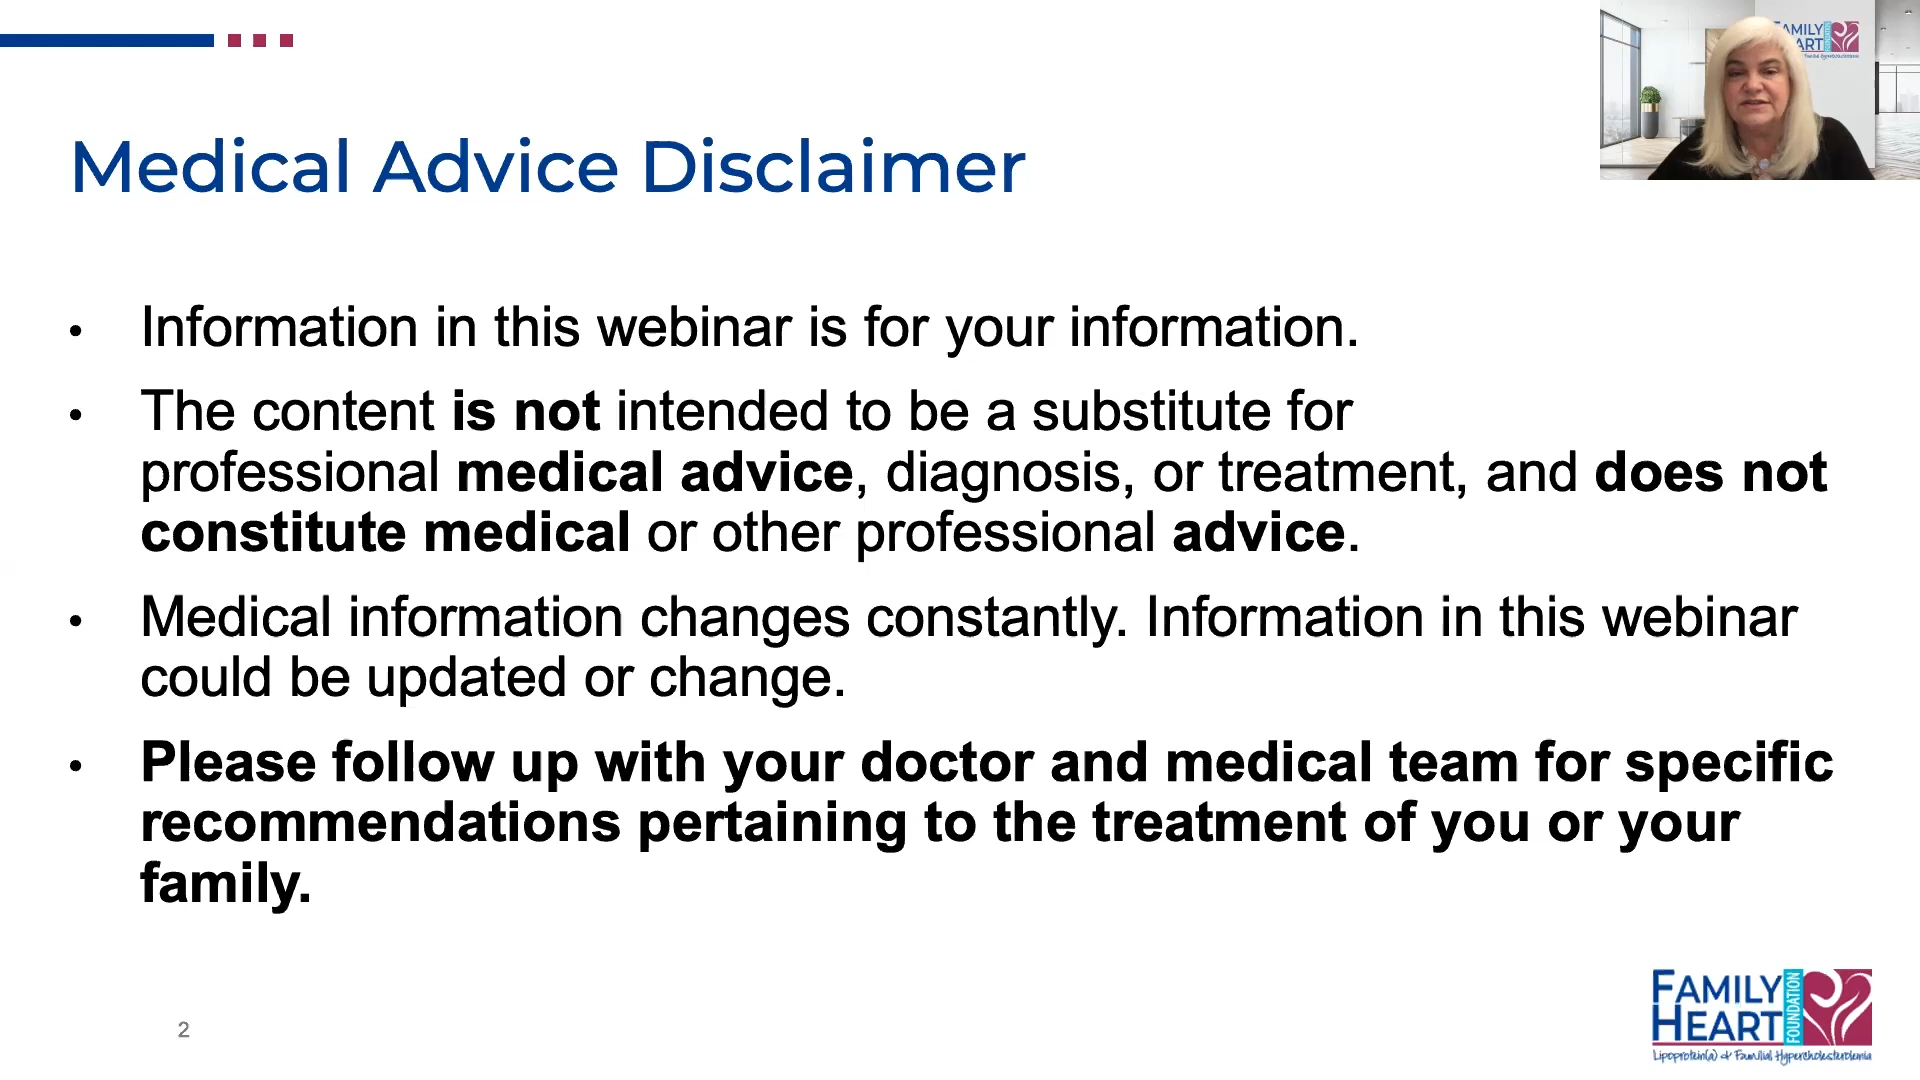 FAMILY
HEART
Medical Advice Disclaimer
• Information in this webinar is for your information.
• The content is not intended to be a substitute for
professional medical advice, diagnosis, or treatment, and does not
constitute medical or other professional advice.
• Medical information changes constantly. Information in this webinar
could be updated or change.
• Please follow up with your doctor and medical team for specific
recommendations pertaining to the treatment of you or your
family.
2
FAMILY
HEART
FOUNDATION
Lipoprotein(a) & Familial Hypercholesterolemia